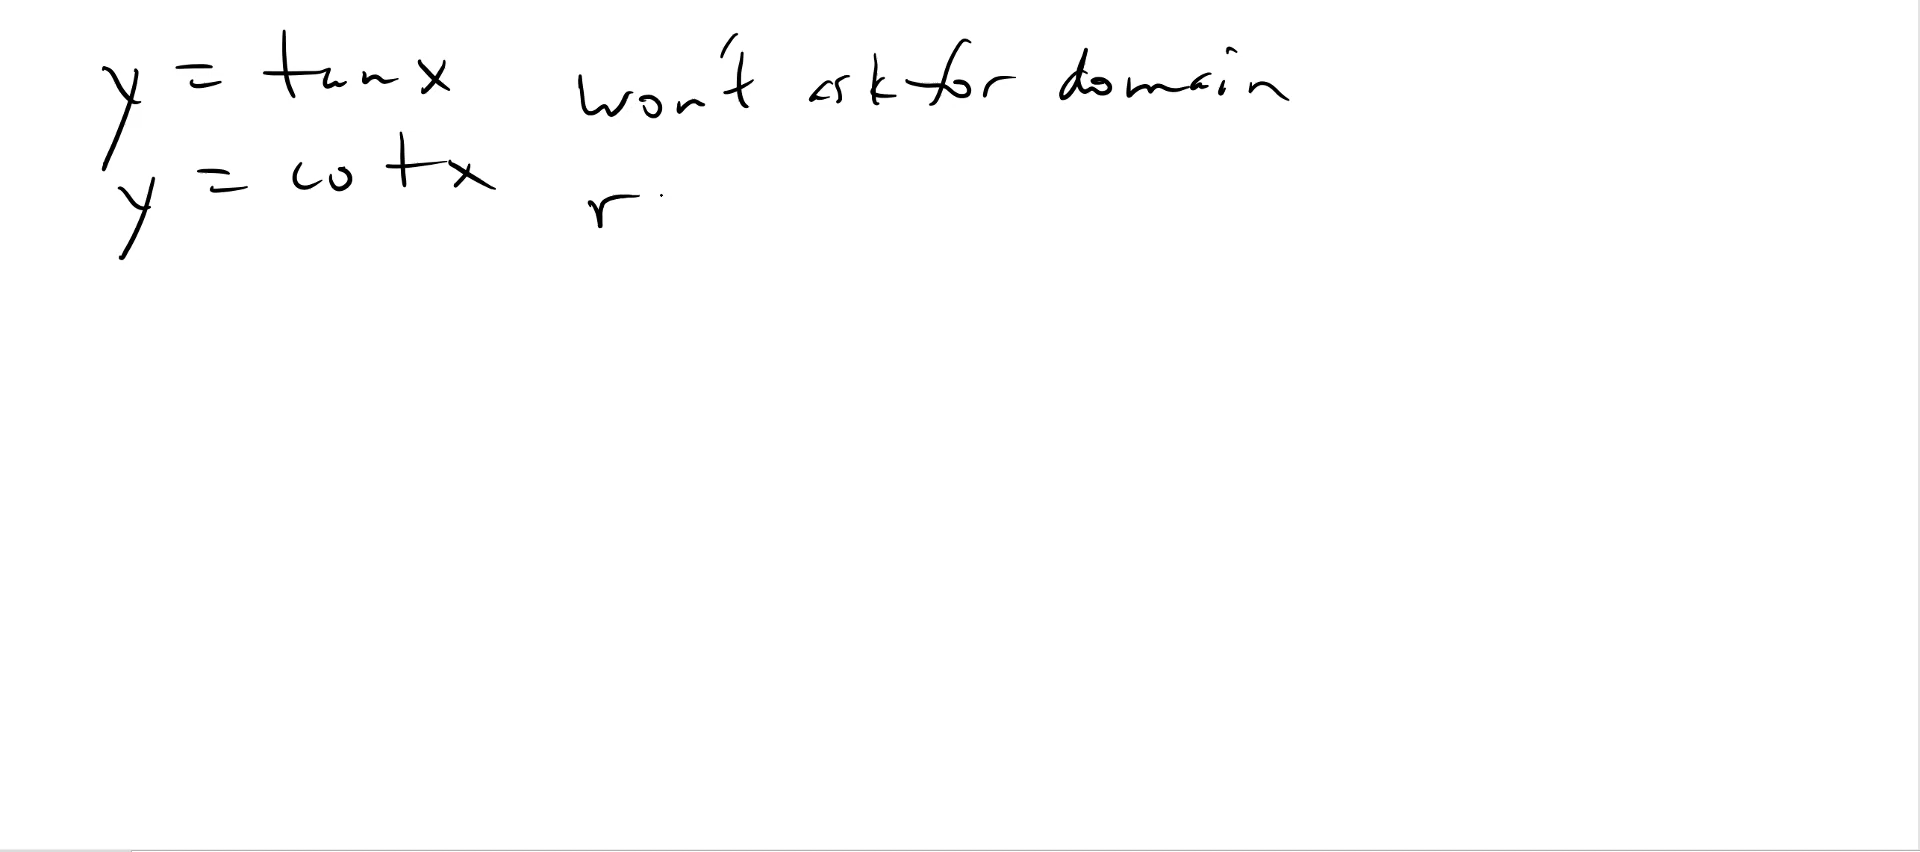 y = tan x won't ask for domain
y = cot x r